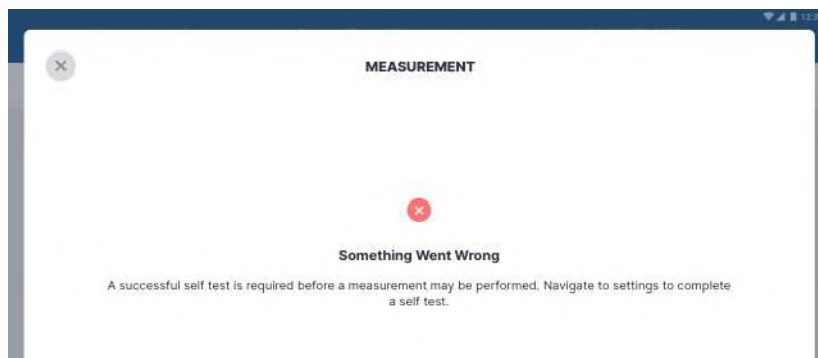 MEASUREMENT
Something Went Wrong
A successful self test is required before a measurement may be performed. Navigate to settings to complete
a self test.